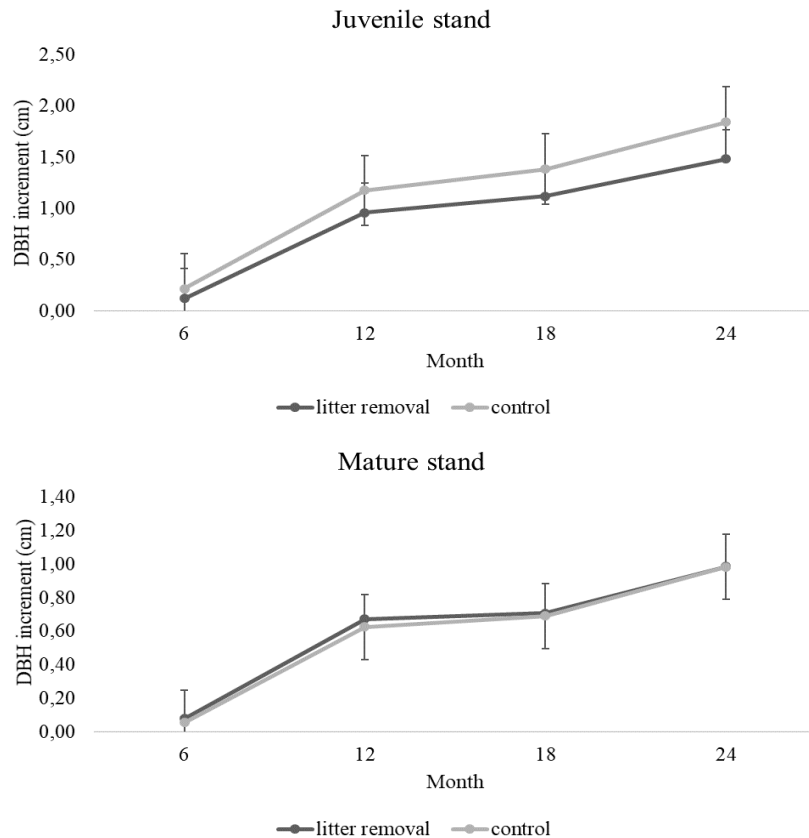 Juvenile stand
2,50
2,00
1,50
1,00
0,50
0,00
DBH increment (cm)
6 12 18 24
Month
litter removal control
Mature stand
1,40
1,20
1,00
0,80
0,60
0,40
0,20
0,00
DBH increment (cm)
6 12 18 24
Month
litter removal control